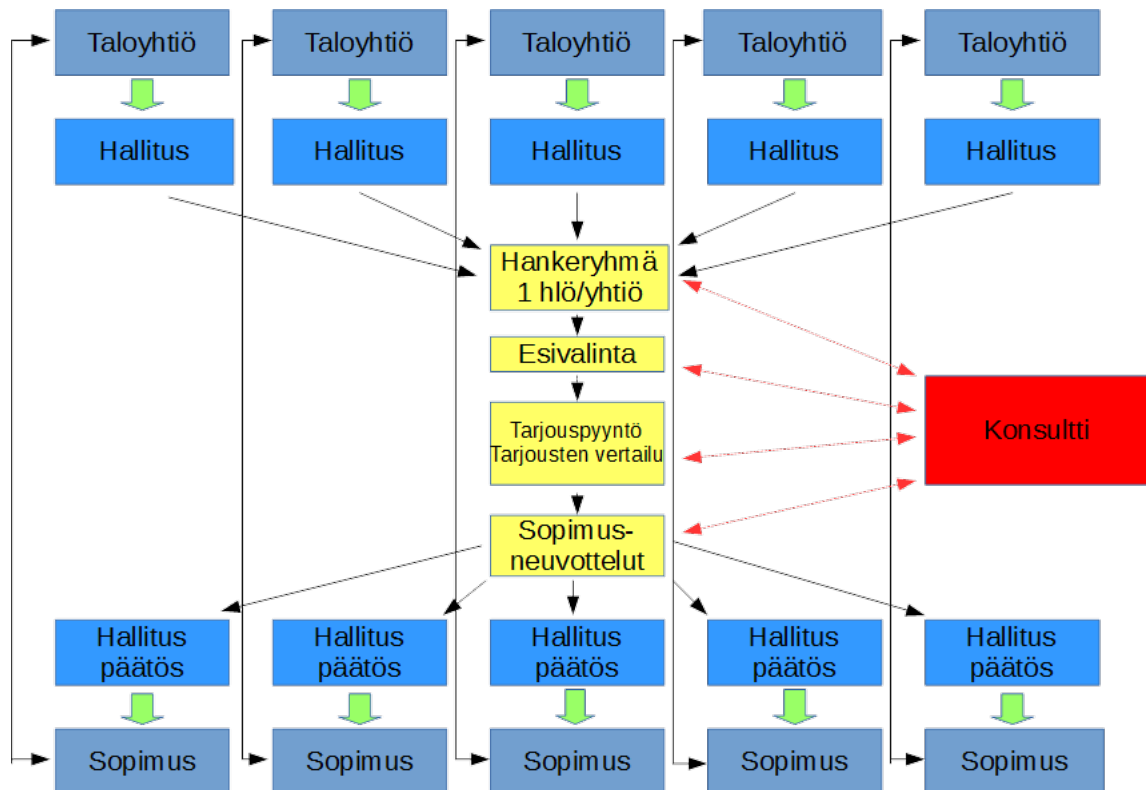 Taloyhtiö
Taloyhtiö
Taloyhtiö
Taloyhtiö
Taloyhtiö
Hallitus
Hallitus
Hallitus
Hallitus
Hallitus
Hankeryhmä
1 hlö/yhtiö
Esivalinta
Tarjouspyyntö
Tarjousten vertailu
Konsultti
Sopimus-
neuvottelut
Hallitus
päätös
Hallitus
päätös
Hallitus
päätös
Hallitus
päätös
Hallitus
päätös
Sopimus
Sopimus
Sopimus
Sopimus
Sopimus